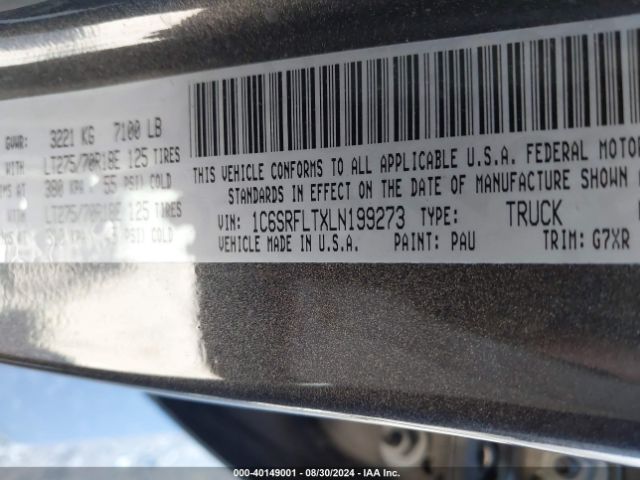 GVWR: 3221 KG 7100 LB
WITH LT275/70R18E 125 TIRES
AT 380 KPA 55 PSI COLD
WITH LT275/70R18E 125 TIRES
PSI COLD
THIS VEHICLE CONFORMS TO ALL APPLICABLE U.S.A. FEDERAL MOTOR
STANDARDS IN EFFECT ON THE DATE OF MANUFACTURE SHOWN
VIN: 1C6SRFLTXLN199273 TYPE: TRUCK
VEHICLE MADE IN U.S.A. PAINT: PAU TRIM: G7XR
000-40149001 - 08/30/2024 - IAA Inc.